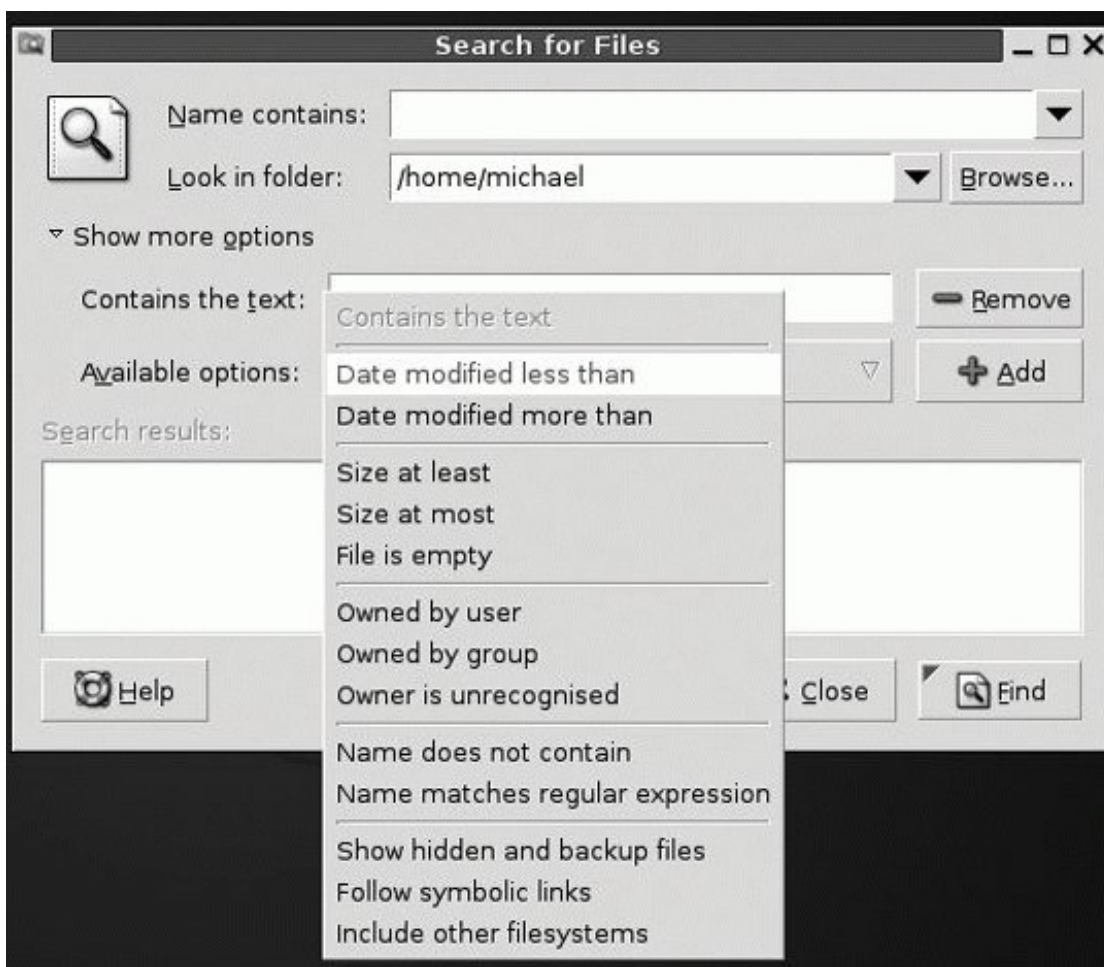 Search for Files
Name contains:
Look in folder: /home/michael Browse...
Show more options
Contains the text: Remove
Available options: Add
Search results:
Contains the text
Date modified less than
Date modified more than
Size at least
Size at most
File is empty
Owned by user
Owned by group
Owner is unrecognised
Name does not contain
Name matches regular expression
Show hidden and backup files
Follow symbolic links
Include other filesystems
Help Close Find